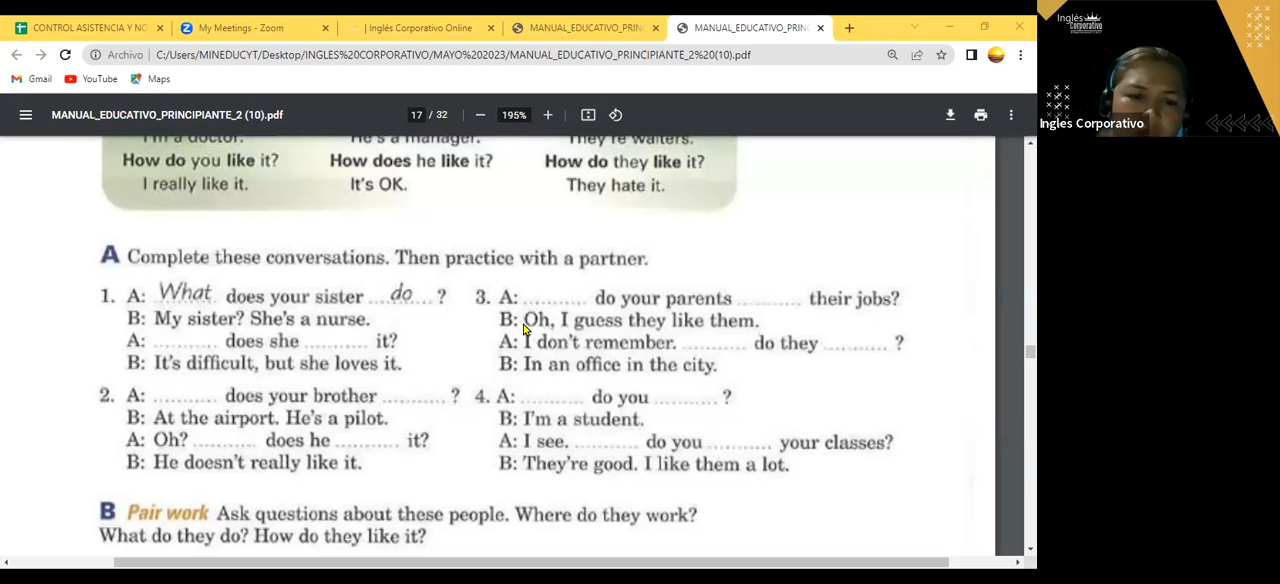 CONTROL ASISTENCIA Y NO
My Meetings - Zoom
| Inglés Corporativo Online
MANUAL_EDUCATIVO_PRIN
MANUAL_EDUCATIVO_PRIN
Archivo
C:/Users/MINEDUCYT/Desktop/INGLES%20CORPORATIVO/MAYO%202023/MANUAL_EDUCATIVO_PRINCIPIANTE_2%20(10).pdf
Gmail
YouTube
Maps
MANUAL_EDUCATIVO_PRINCIPIANTE_2 (10).pdf
17 / 32
195%
Inglés
Corporativo
Ingles Corporativo
I'm a doctor. He's a manager. They're waiters.
How do you like it? How does he like it? How do they like it?
I really like it. It's OK. They hate it.
A Complete these conversations. Then practice with a partner.
1. A: What does your sister do ?
B: My sister? She's a nurse.
A: .......... does she .......... it?
B: It's difficult, but she loves it.
2. A: .......... does your brother .......... ?
B: At the airport. He's a pilot.
A: Oh? .......... does he .......... it?
B: He doesn't really like it.
3. A: .......... do your parents .......... their jobs?
B: Oh, I guess they like them.
A: I don't remember. .......... do they .......... ?
B: In an office in the city.
4. A: .......... do you .......... ?
B: I'm a student.
A: I see. .......... do you .......... your classes?
B: They're good. I like them a lot.
B Pair work Ask questions about these people. Where do they work?
What do they do? How do they like it?